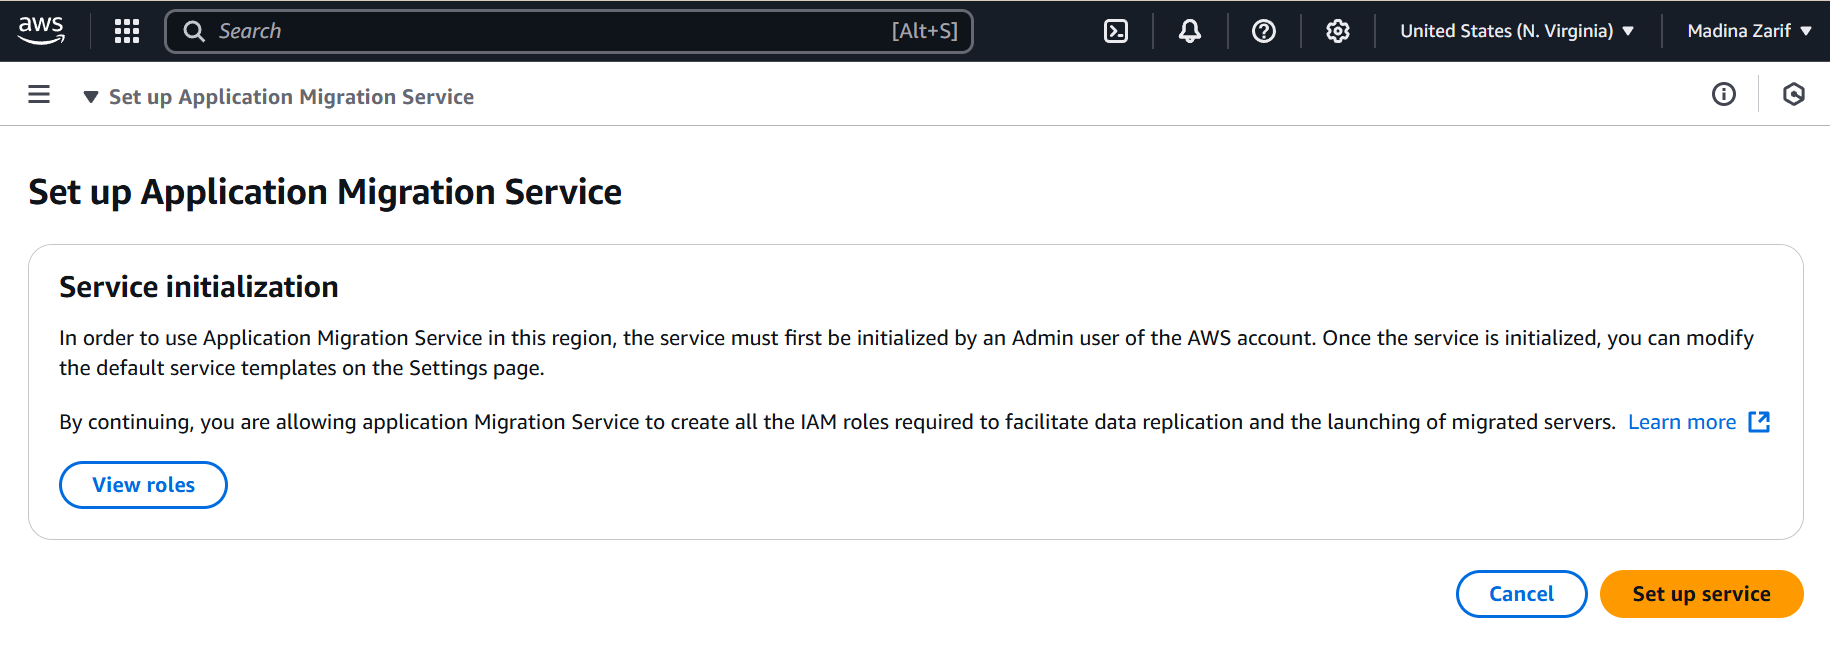 aws
Search
[Alt+S]
United States (N. Virginia)
Madina Zarif
Set up Application Migration Service
Set up Application Migration Service
Service initialization
In order to use Application Migration Service in this region, the service must first be initialized by an Admin user of the AWS account. Once the service is initialized, you can modify
the default service templates on the Settings page.
By continuing, you are allowing application Migration Service to create all the IAM roles required to facilitate data replication and the launching of migrated servers. Learn more
View roles
Cancel
Set up service